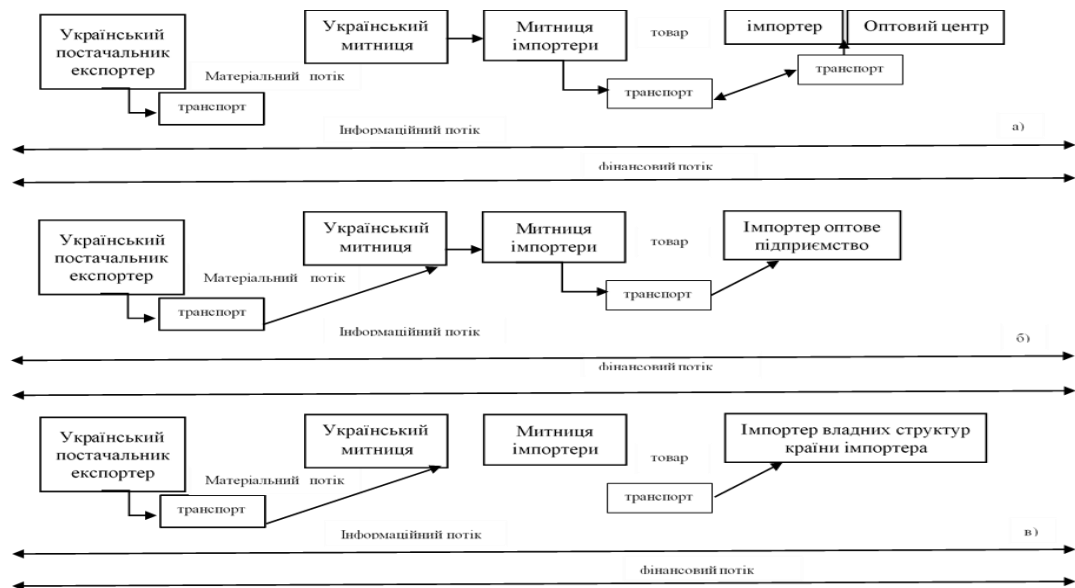 Український
постачальник
експортер
Український
митниця
Митниця
імпортери
товар
імпортер
Оптовий центр
Матеріальний потік
транспорт
транспорт
транспорт
Інформаційний потік
а)
фінансовий потік
Український
постачальник
експортер
Український
митниця
Митниця
імпортери
товар
Імпортер оптове
підприємство
Матеріальний потік
транспорт
транспорт
Інформаційний потік
б)
фінансовий потік
Український
постачальник
експортер
Український
митниця
Митниця
імпортери
товар
Імпортер владних структур
країни імпортера
Матеріальний потік
транспорт
транспорт
Інформаційний потік
в)
фінансовий потік